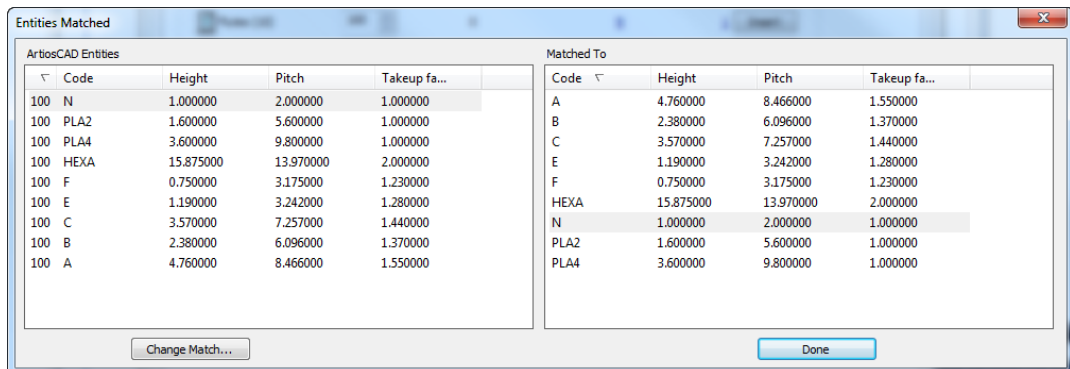 Entities Matched
ArtiosCAD Entities
Code Height Pitch Takeup fa...
100 N 1.000000 2.000000 1.000000
100 PLA2 1.600000 5.600000 1.000000
100 PLA4 3.600000 9.800000 1.000000
100 HEXA 15.875000 13.970000 2.000000
100 F 0.750000 3.175000 1.230000
100 E 1.190000 3.242000 1.280000
100 C 3.570000 7.257000 1.440000
100 B 2.380000 6.096000 1.370000
100 A 4.760000 8.466000 1.550000
Change Match...
Matched To
Code Height Pitch Takeup fa...
A 4.760000 8.466000 1.550000
B 2.380000 6.096000 1.370000
C 3.570000 7.257000 1.440000
E 1.190000 3.242000 1.280000
F 0.750000 3.175000 1.230000
HEXA 15.875000 13.970000 2.000000
N 1.000000 2.000000 1.000000
PLA2 1.600000 5.600000 1.000000
PLA4 3.600000 9.800000 1.000000
Done